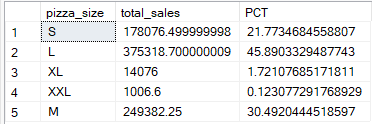 pizza_size total_sales PCT
1 S 178076.499999998 21.7734684558807
2 L 375318.700000009 45.8903329487743
3 XL 14076 1.72107685171811
4 XXL 1006.6 0.123077291768929
5 M 249382.25 30.4920444518597